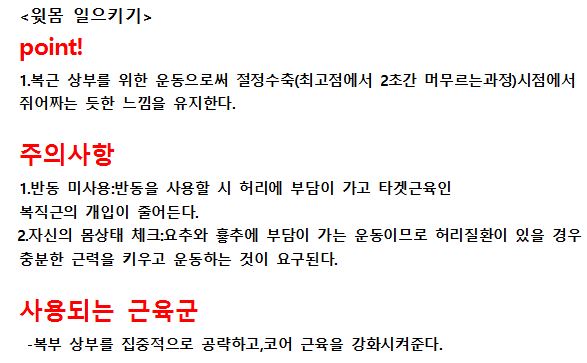 <윗몸 일으키기>
point!
1.복근 상부를 위한 운동으로써 절정수축(최고점에서 2초간 머무르는과정)시점에서
쥐어짜는 듯한 느낌을 유지한다.
주의사항
1.반동 미사용:반동을 사용할 시 허리에 부담이 가고 타겟근육인
복직근의 개입이 줄어든다.
2.자신의 몸상태 체크:요추와 흉추에 부담이 가는 운동이므로 허리질환이 있을 경우
충분한 근력을 키우고 운동하는 것이 요구된다.
사용되는 근육군
-복부 상부를 집중적으로 공략하고,코어 근육을 강화시켜준다.